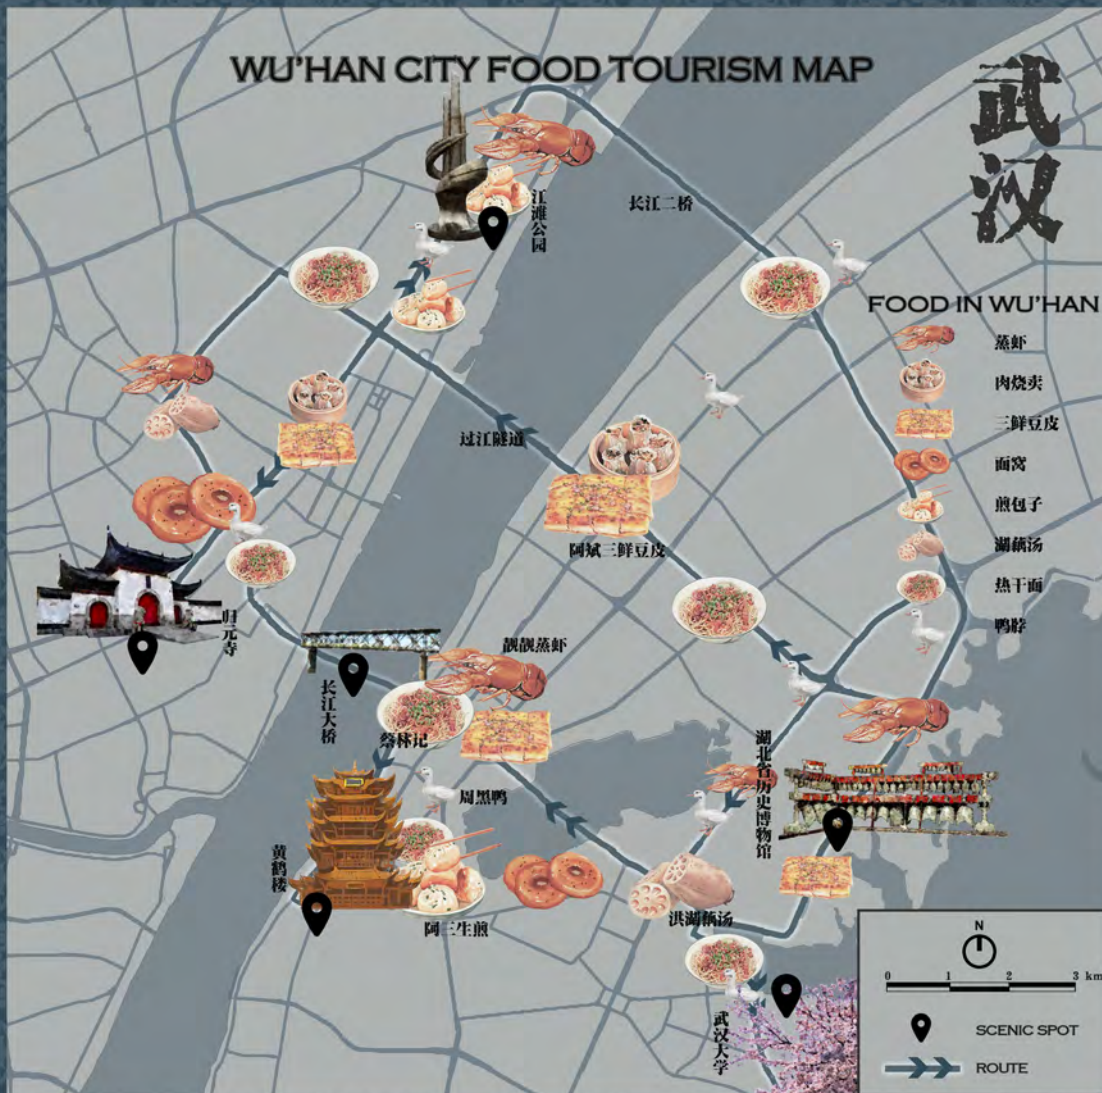 WU'HAN CITY FOOD TOURISM MAP
武汉
江滩公园
长江二桥
FOOD IN WU'HAN
蒸虾
肉烧卖
三鲜豆皮
面窝
煎包子
湖藕汤
热干面
鸭脖
过江隧道
阿斌三鲜豆皮
归元寺
长江大桥
靓靓蒸虾
蔡林记
周黑鸭
湖北省历史博物馆
黄鹤楼
阿三生煎
洪湖藕汤
武汉大学
N
0 1 2 3 km
SCENIC SPOT
ROUTE